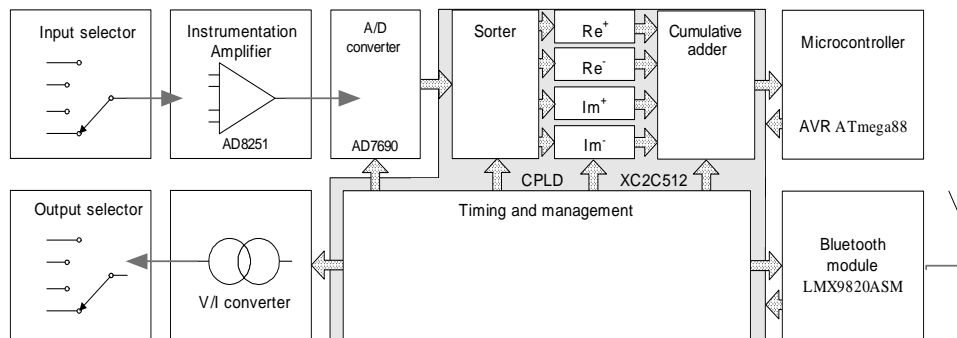 Input selector
Instrumentation
Amplifier
AD8251
A/D
converter
AD7690
Sorter
Re+
Re-
Im+
Im-
Cumulative
adder
Microcontroller
AVR ATmega88
CPLD
XC2C512
Output selector
V/I converter
Timing and management
Bluetooth
module
LMX9820ASM